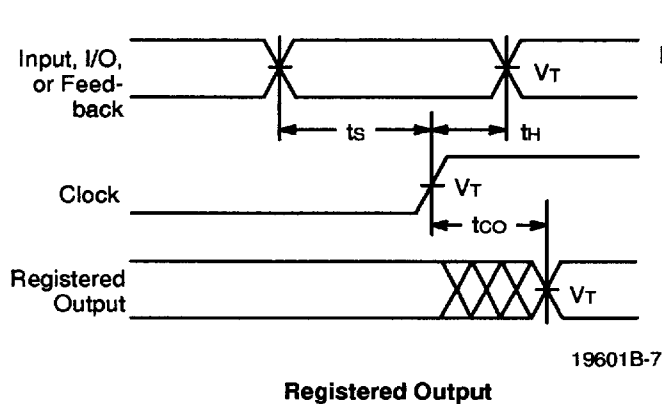 Input, I/O,
or Feed-
back
VT
tS
tH
Clock
VT
tCO
Registered
Output
VT
19601B-7
Registered Output